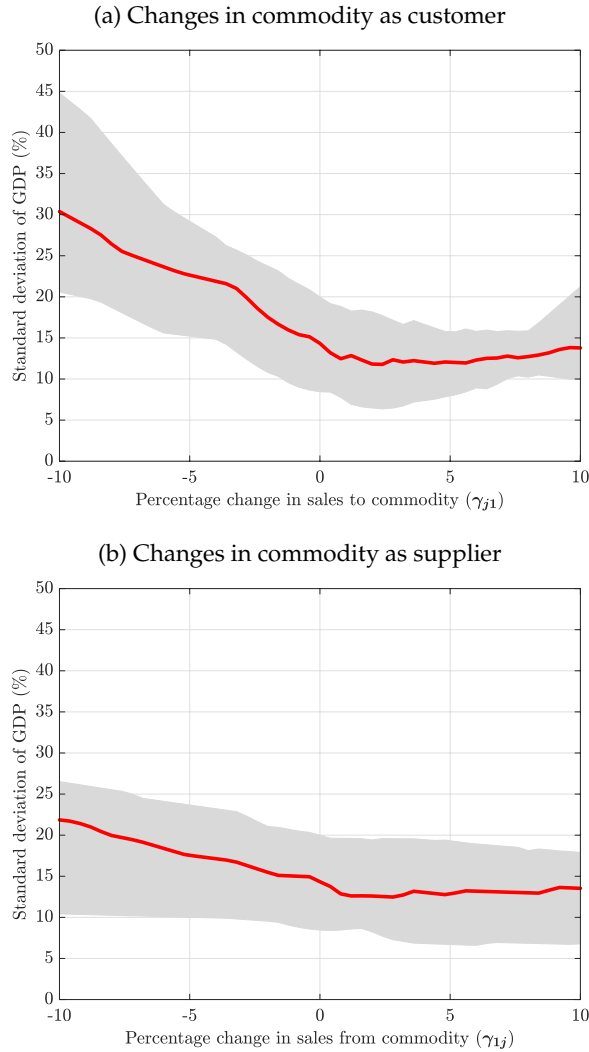 (a) Changes in commodity as customer
50
45
40
35
30
25
20
15
10
5
0
Standard deviation of GDP (%)
-10 -5 0 5 10
Percentage change in sales to commodity (γj1)
(b) Changes in commodity as supplier
50
45
40
35
30
25
20
15
10
5
0
Standard deviation of GDP (%)
-10 -5 0 5 10
Percentage change in sales from commodity (γ1j)